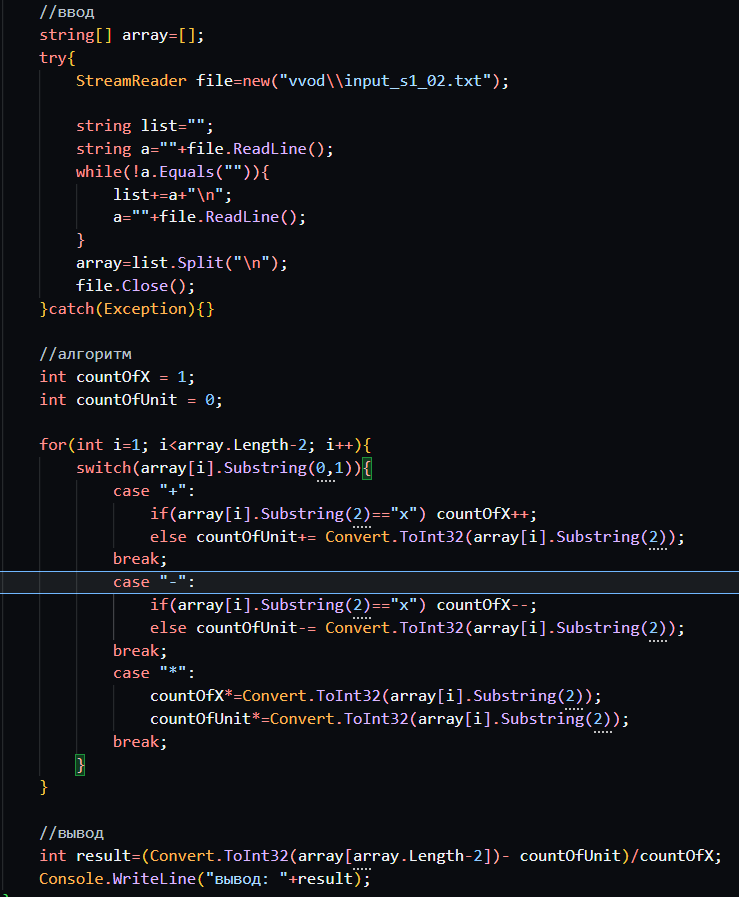 //ввод
string[] array=[];
try{
StreamReader file=new("vvod\\input_s1_02.txt");
string list="";
string a=""+file.ReadLine();
while(!a.Equals("")){
list+=a+"\n";
a=""+file.ReadLine();
}
array=list.Split("\n");
file.Close();
}catch(Exception){}
//алгоритм
int countOfX = 1;
int countOfUnit = 0;
for(int i=1; i<array.Length-2; i++){
switch(array[i].Substring(0,1)){
case "+":
if(array[i].Substring(2)=="x") countOfX++;
else countOfUnit+= Convert.ToInt32(array[i].Substring(2));
break;
case "-":
if(array[i].Substring(2)=="x") countOfX--;
else countOfUnit-= Convert.ToInt32(array[i].Substring(2));
break;
case "*":
countOfX*=Convert.ToInt32(array[i].Substring(2));
countOfUnit*=Convert.ToInt32(array[i].Substring(2));
break;
}
}
//вывод
int result=(Convert.ToInt32(array[array.Length-2])- countOfUnit)/countOfX;
Console.WriteLine("вывод: "+result);